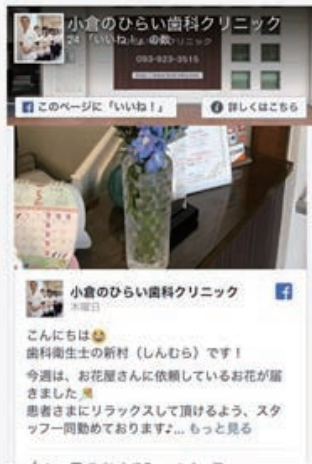 小倉のひらい歯科クリニック
24 「いいね！」の数
クリニック
093-923-3515
このページに「いいね！」
詳しくはこちら
小倉のひらい歯科クリニック
木曜日
こんにちは😃
歯科衛生士の新村（しんむら）です！
今週は、お花屋さんに依頼しているお花が届
きました💐
患者さまにリラックスして頂けるよう、スタ
ッフ一同勤めております♪... もっと見る